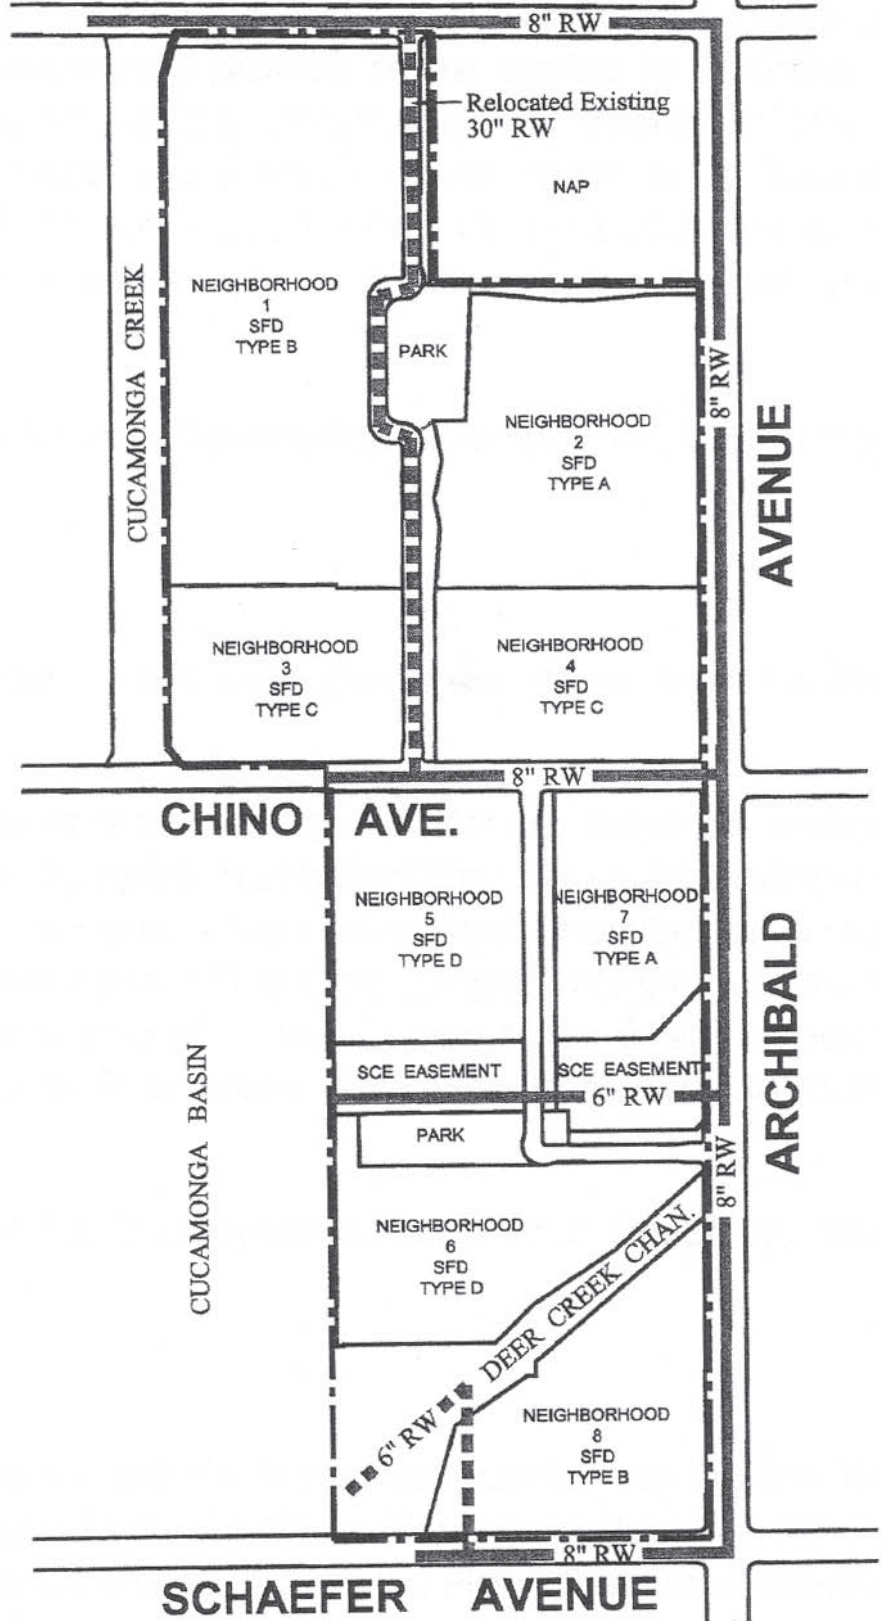 8" RW
Relocated Existing
30" RW
NAP
NEIGHBORHOOD
1
SFD
TYPE B
CUCAMONGA CREEK
PARK
8" RW
NEIGHBORHOOD
2
SFD
TYPE A
AVENUE
NEIGHBORHOOD
3
SFD
TYPE C
NEIGHBORHOOD
4
SFD
TYPE C
8" RW
CHINO AVE.
NEIGHBORHOOD
5
SFD
TYPE D
NEIGHBORHOOD
7
SFD
TYPE A
ARCHIBALD
SCE EASEMENT
SCE EASEMENT
6" RW
CUCAMONGA BASIN
PARK
8" RW
NEIGHBORHOOD
6
SFD
TYPE D
DEER CREEK CHAN.
6" RW
NEIGHBORHOOD
8
SFD
TYPE B
8" RW
SCHAEFER AVENUE